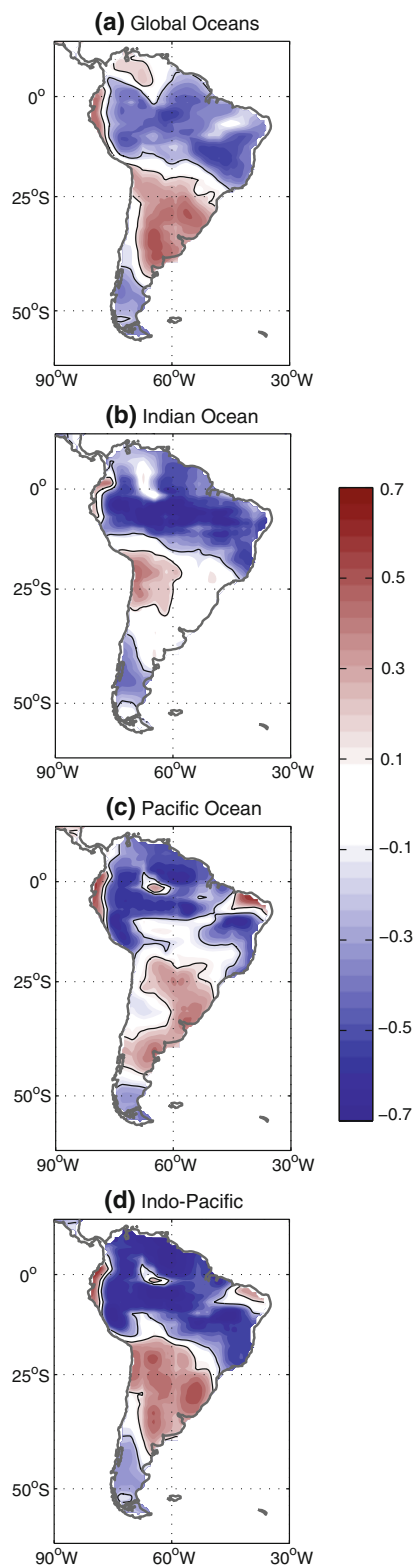 (a) Global Oceans
0°
25°S
50°S
90°W 60°W 30°W
(b) Indian Ocean
0°
25°S
50°S
90°W 60°W 30°W
0.7
0.5
0.3
0.1
−0.1
−0.3
−0.5
−0.7
(c) Pacific Ocean
0°
25°S
50°S
90°W 60°W 30°W
(d) Indo-Pacific
0°
25°S
50°S
90°W 60°W 30°W